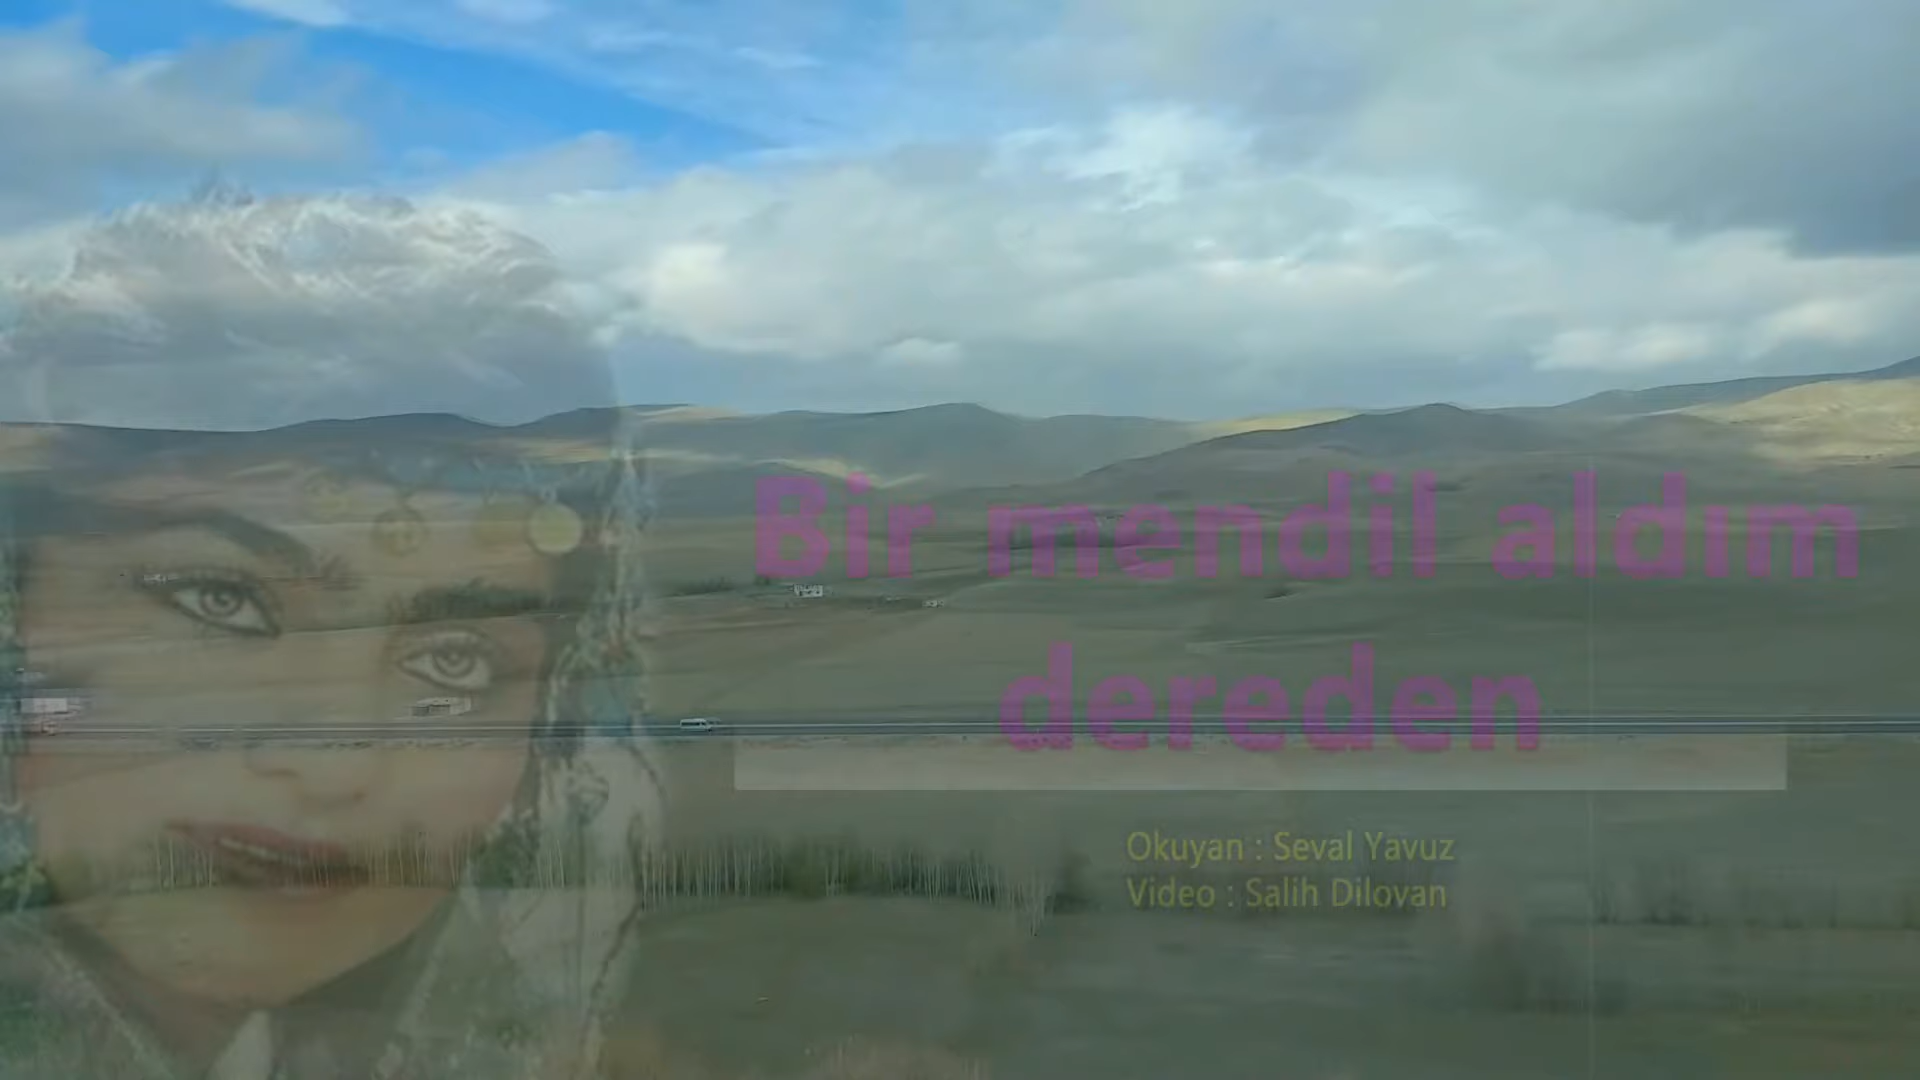 Bir mendil aldım
dereden
Okuyan : Seval Yavuz
Video : Salih Dilovan